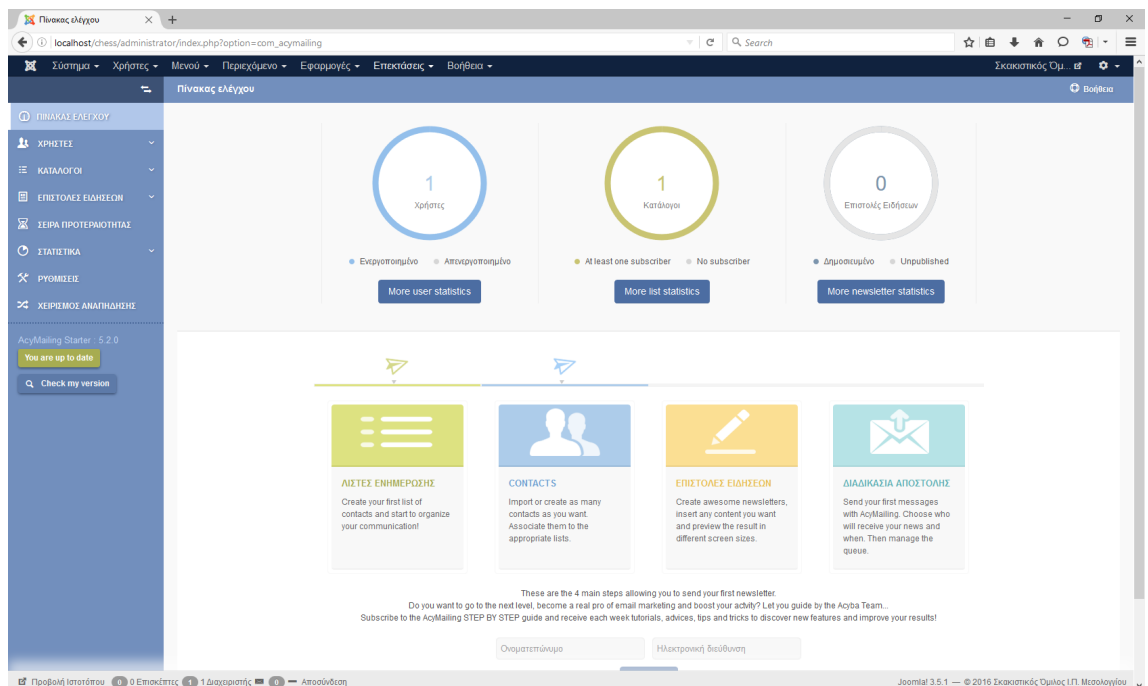 Πίνακας ελέγχου
localhost/chess/administrator/index.php?option=com_acymailing
Search
Σύστημα Χρήστες Μενού Περιεχόμενο Εφαρμογές Επεκτάσεις Βοήθεια Σκακιστικός Όμ...
Πίνακας ελέγχου Βοήθεια
ΠΙΝΑΚΑΣ ΕΛΕΓΧΟΥ
ΧΡΗΣΤΕΣ
ΚΑΤΑΛΟΓΟΙ
ΕΠΙΣΤΟΛΕΣ ΕΙΔΗΣΕΩΝ
ΣΕΙΡΑ ΠΡΟΤΕΡΑΙΟΤΗΤΑΣ
ΣΤΑΤΙΣΤΙΚΑ
ΡΥΘΜΙΣΕΙΣ
ΧΕΙΡΙΣΜΟΣ ΑΝΑΠΗΔΗΣΗΣ
AcyMailing Starter : 5.2.0
You are up to date
Check my version
1
Χρήστες
Ενεργοποιημένο Απενεργοποιημένο
More user statistics
1
Κατάλογοι
At least one subscriber No subscriber
More list statistics
0
Επιστολές Ειδήσεων
Δημοσιευμένο Unpublished
More newsletter statistics
ΛΙΣΤΕΣ ΕΝΗΜΕΡΩΣΗΣ
Create your first list of
contacts and start to organize
your communication!
CONTACTS
Import or create as many
contacts as you want.
Associate them to the
appropriate lists.
ΕΠΙΣΤΟΛΕΣ ΕΙΔΗΣΕΩΝ
Create awesome newsletters,
insert any content you want
and preview the result in
different screen sizes.
ΔΙΑΔΙΚΑΣΙΑ ΑΠΟΣΤΟΛΗΣ
Send your first messages
with AcyMailing. Choose who
will receive your news and
when. Then manage the
queue.
These are the 4 main steps allowing you to send your first newsletter.
Do you want to go to the next level, become a real pro of email marketing and boost your activity? Let you guide by the Acyba Team...
Subscribe to the AcyMailing STEP BY STEP guide and receive each week tutorials, advices, tips and tricks to discover new features and improve your results!
Ονοματεπώνυμο Ηλεκτρονική διεύθυνση
Προβολή Ιστοτόπου 0 0 Επισκέπτες 1 1 Διαχειριστής 0 Αποσύνδεση Joomla! 3.5.1 — © 2016 Σκακιστικός Όμιλος Ι.Π. Μεσολογγίου